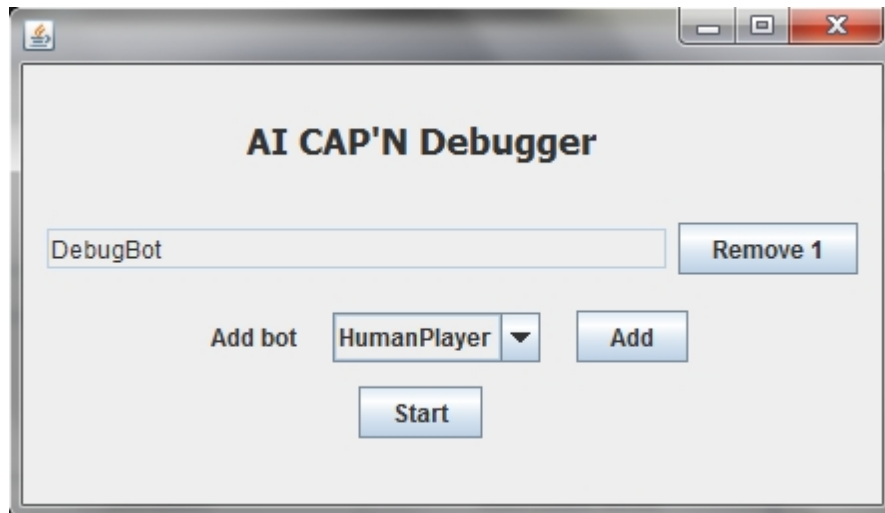 AI CAP'N Debugger
DebugBot Remove 1
Add bot HumanPlayer Add
Start